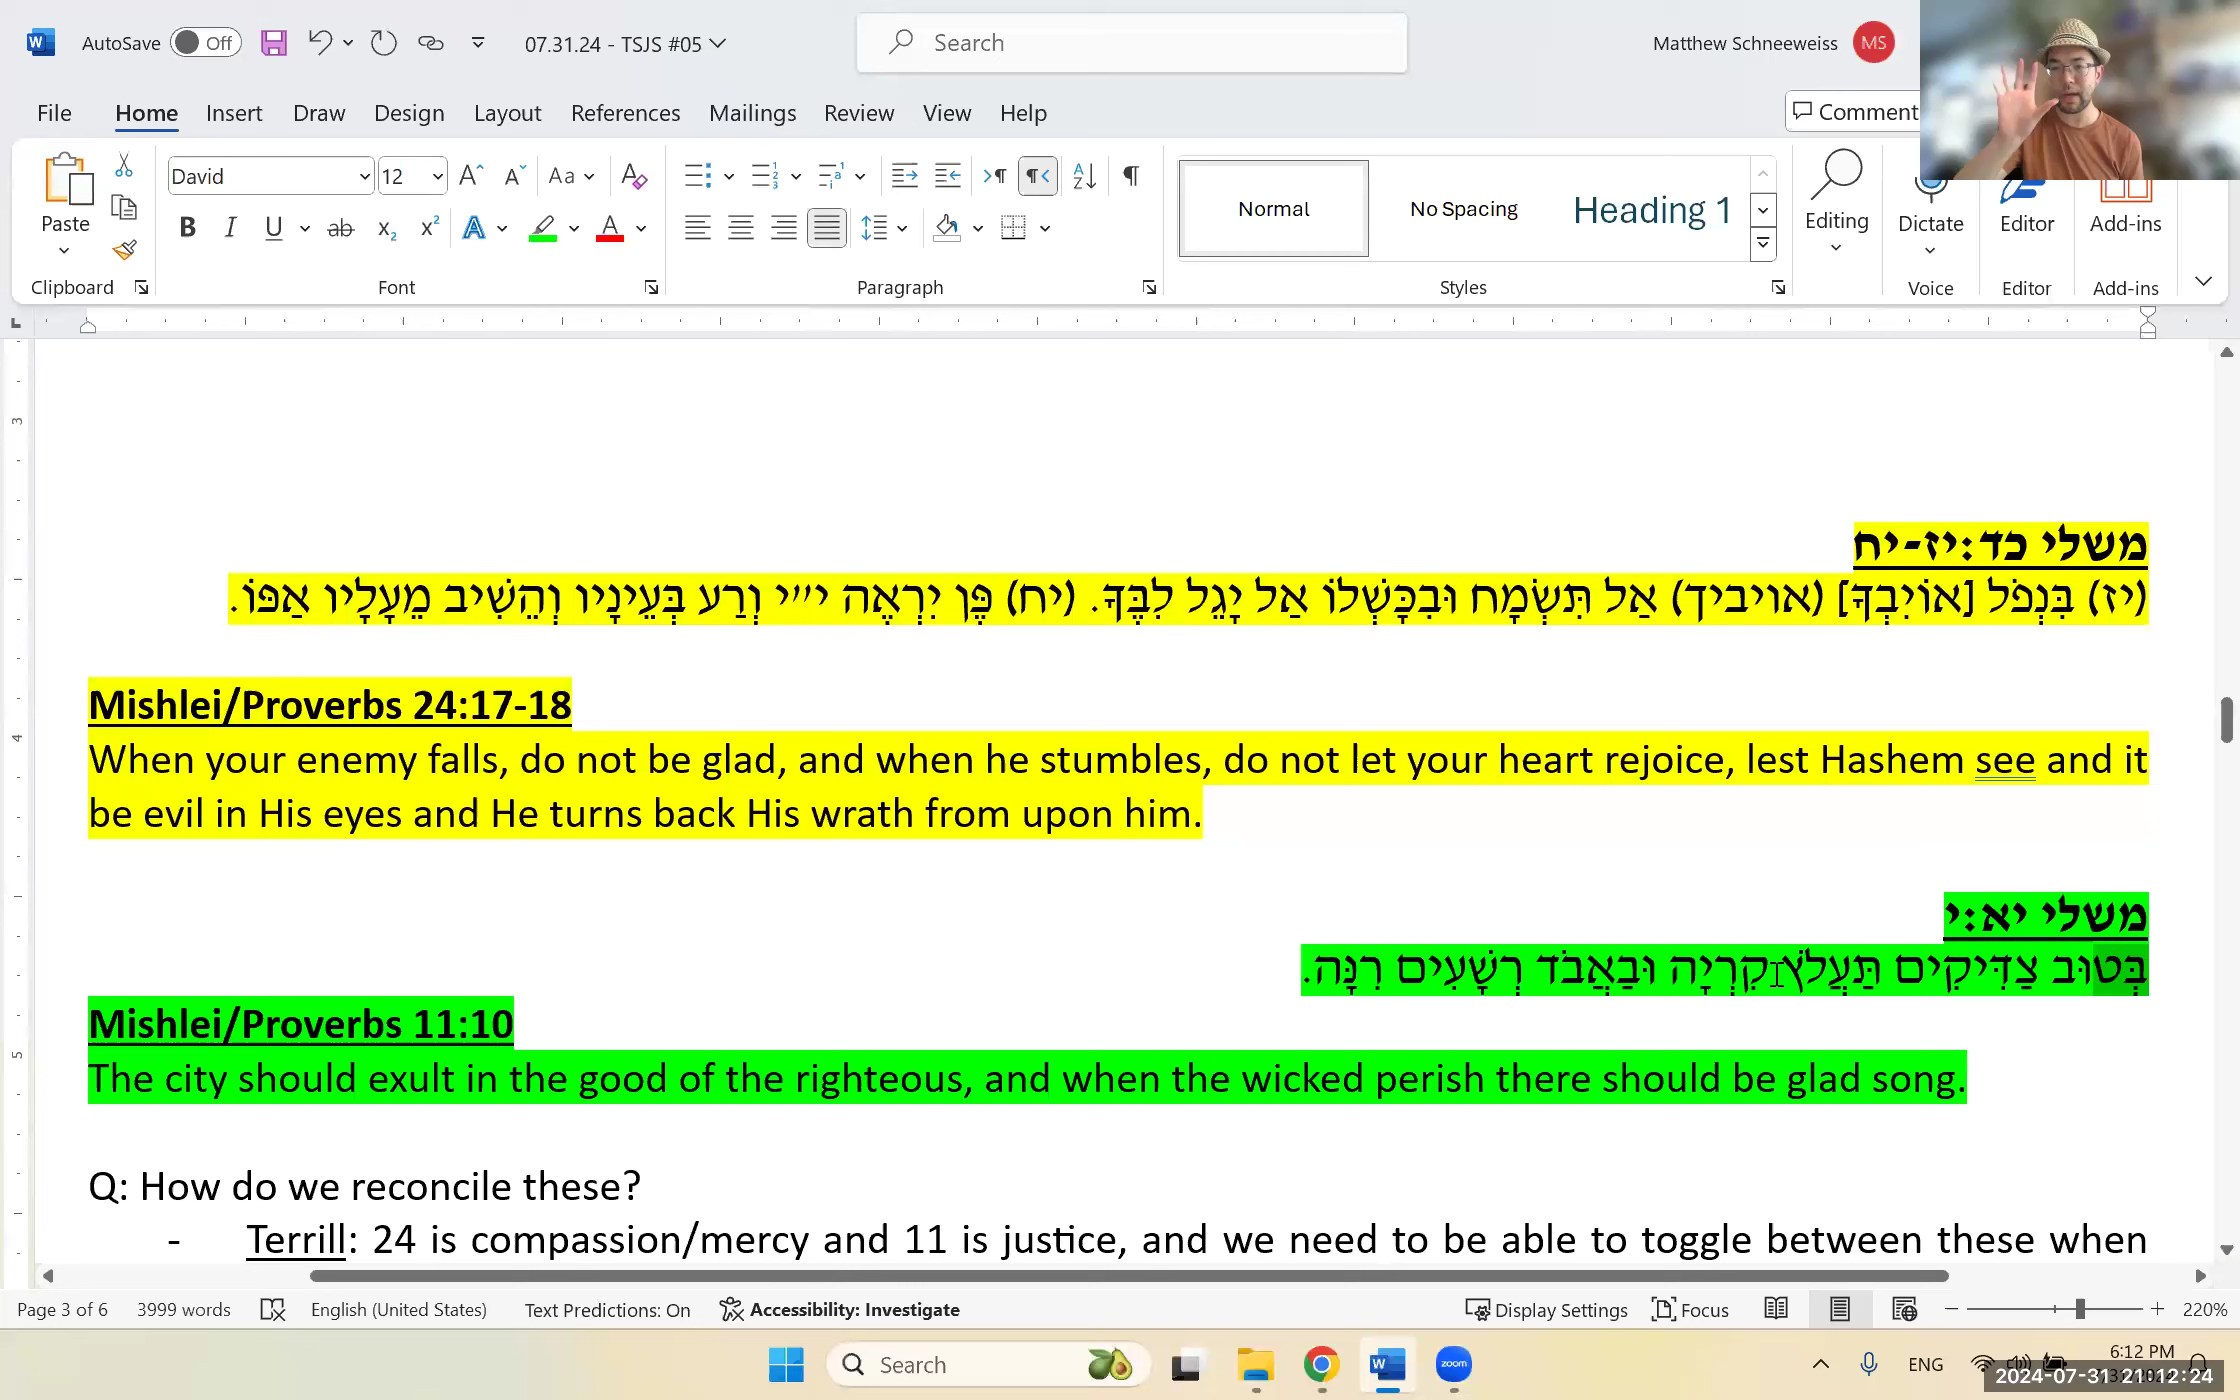 AutoSave Off 07.31.24 - TSJS #05 Search Matthew Schneeweiss MS
File Home Insert Draw Design Layout References Mailings Review View Help Comment
Paste David 12 Normal No Spacing Heading 1 Editing Dictate Editor Add-ins
Clipboard Font Paragraph Styles Voice Editor Add-ins
משלי כד:יז-יח
(יז) בִּנְפֹל [אוֹיִבְךָ] (אויביך) אַל תִּשְׂמָח וּבִכָּשְׁלוֹ אַל יָגֵל לִבֶּךָ. (יח) פֶּן יִרְאֶה י״י וְרַע בְּעֵינָיו וְהֵשִׁיב מֵעָלָיו אַפּוֹ.
Mishlei/Proverbs 24:17-18
When your enemy falls, do not be glad, and when he stumbles, do not let your heart rejoice, lest Hashem see and it
be evil in His eyes and He turns back His wrath from upon him.
משלי יא:י
בְּטוּב צַדִּיקִים תַּעֲלֹץ קִרְיָה וּבַאֲבֹד רְשָׁעִים רִנָּה.
Mishlei/Proverbs 11:10
The city should exult in the good of the righteous, and when the wicked perish there should be glad song.
Q: How do we reconcile these?
- Terrill: 24 is compassion/mercy and 11 is justice, and we need to be able to toggle between these when
Page 3 of 6 3999 words English (United States) Text Predictions: On Accessibility: Investigate Display Settings Focus 220%
Search zoom ENG 6:12 PM
2024-07-31 21:12:24